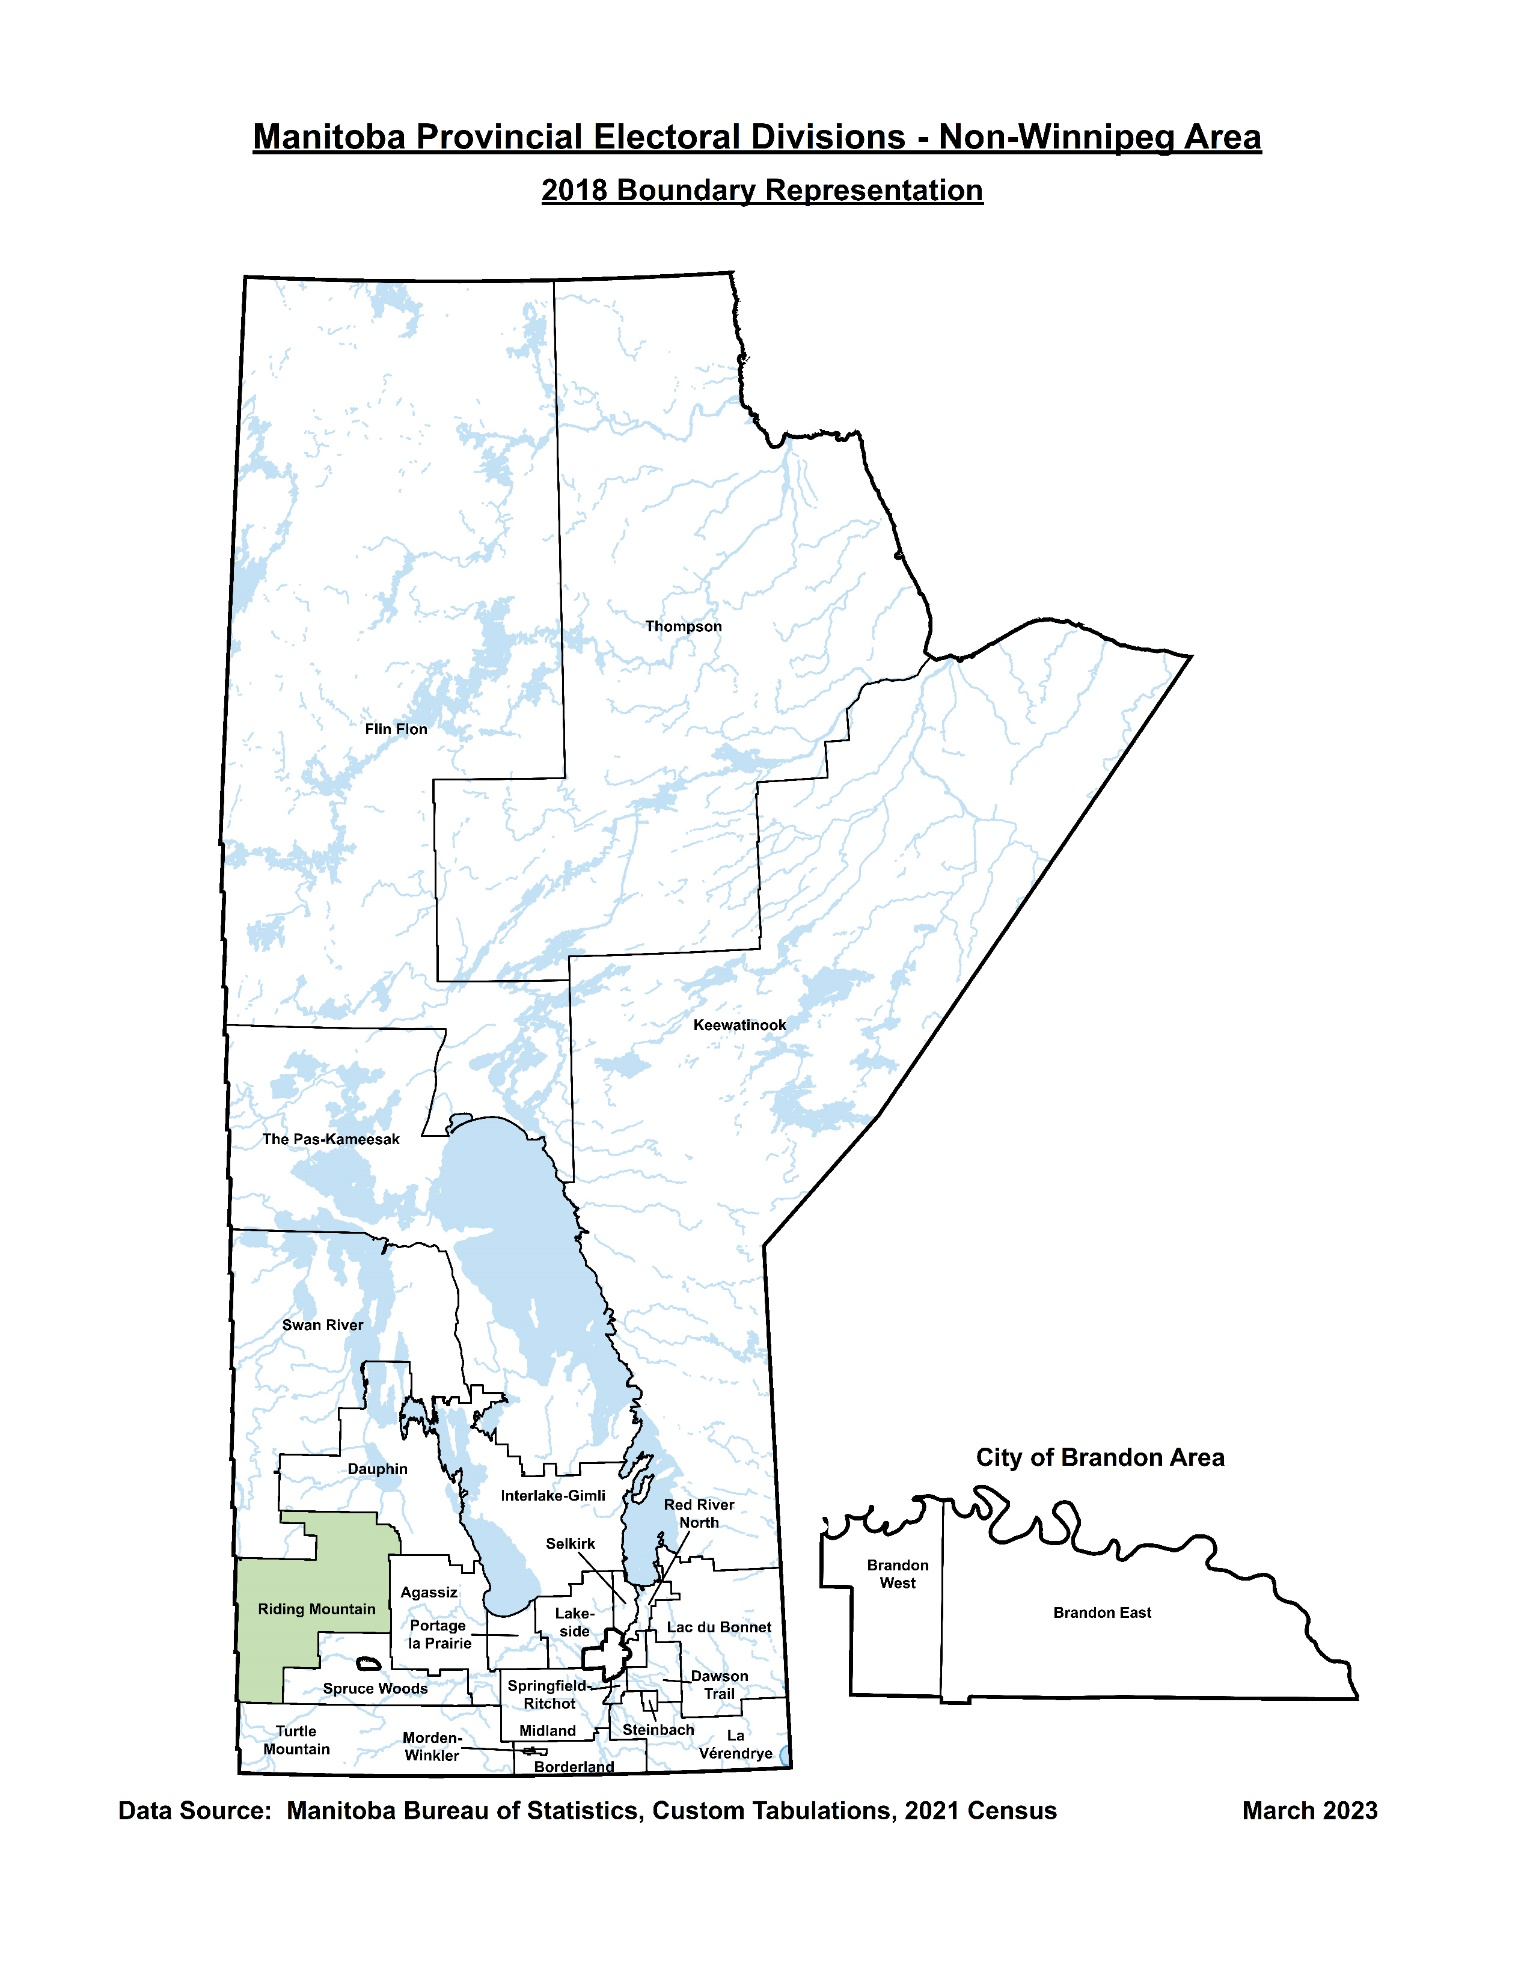 Manitoba Provincial Electoral Divisions - Non-Winnipeg Area
2018 Boundary Representation
Thompson
Flin Flon
Keewatinook
The Pas-Kameesak
Swan River
Dauphin
Interlake-Gimli
Red River
North
Selkirk
Riding Mountain
Agassiz
Portage
la Prairie
Lake-
side
Lac du Bonnet
Spruce Woods
Springfield-
Ritchot
Dawson
Trail
Turtle
Mountain
Morden-
Winkler
Midland
Steinbach
La
Vérendrye
Borderland
City of Brandon Area
Brandon
West
Brandon East
Data Source:  Manitoba Bureau of Statistics, Custom Tabulations, 2021 Census
March 2023